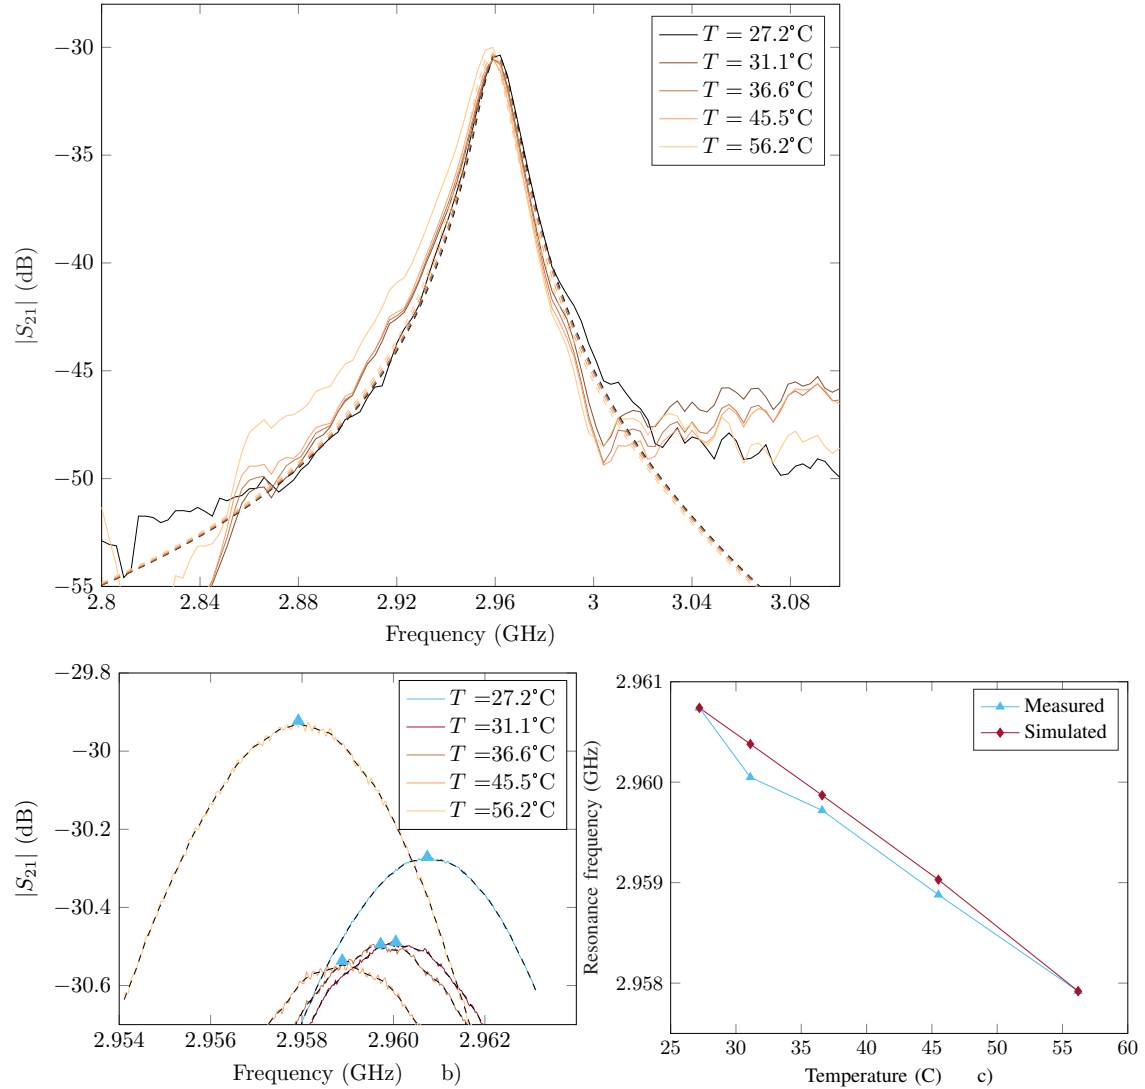 −30
−35
−40
−45
−50
−55
|S21| (dB)
2.8 2.84 2.88 2.92 2.96 3 3.04 3.08
Frequency (GHz)
T = 27.2°C
T = 31.1°C
T = 36.6°C
T = 45.5°C
T = 56.2°C
−29.8
−30
−30.2
−30.4
−30.6
|S21| (dB)
2.954 2.956 2.958 2.960 2.962
Frequency (GHz) b)
T =27.2°C
T =31.1°C
T =36.6°C
T =45.5°C
T =56.2°C
2.961
2.960
2.959
2.958
Resonance frequency (GHz)
25 30 35 40 45 50 55 60
Temperature (C) c)
Measured
Simulated